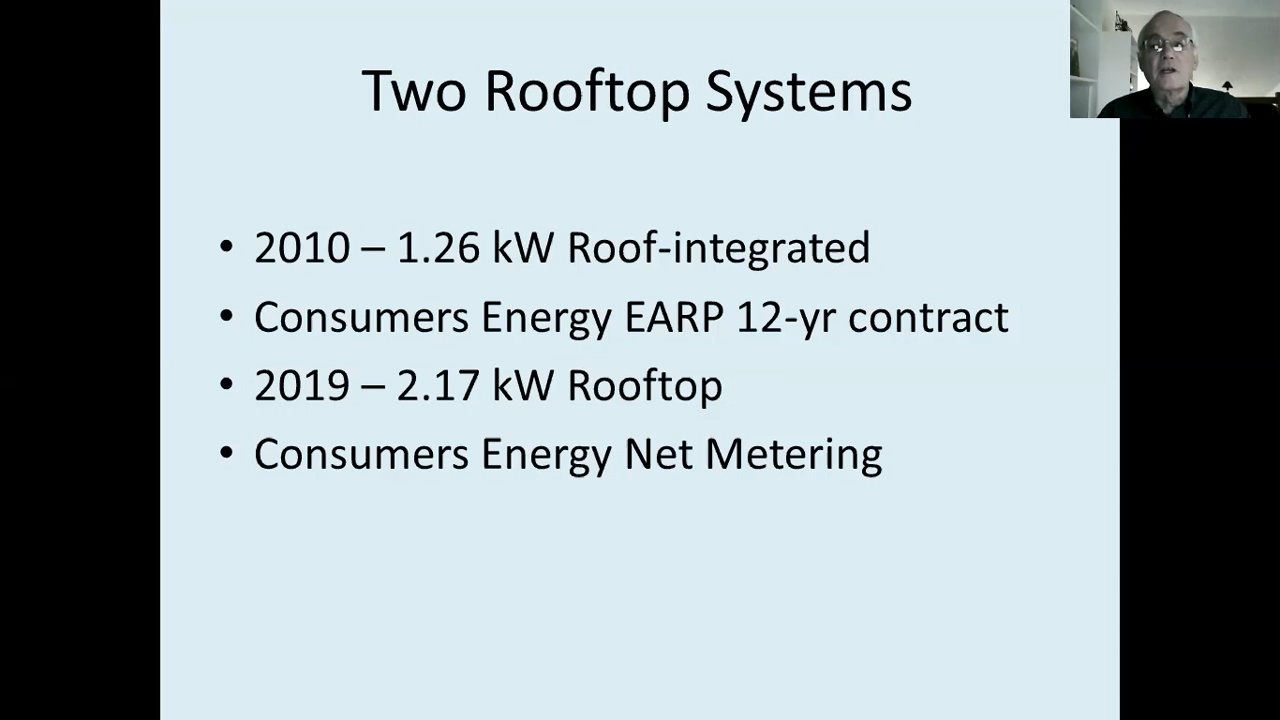 Two Rooftop Systems
• 2010 – 1.26 kW Roof-integrated
• Consumers Energy EARP 12-yr contract
• 2019 – 2.17 kW Rooftop
• Consumers Energy Net Metering